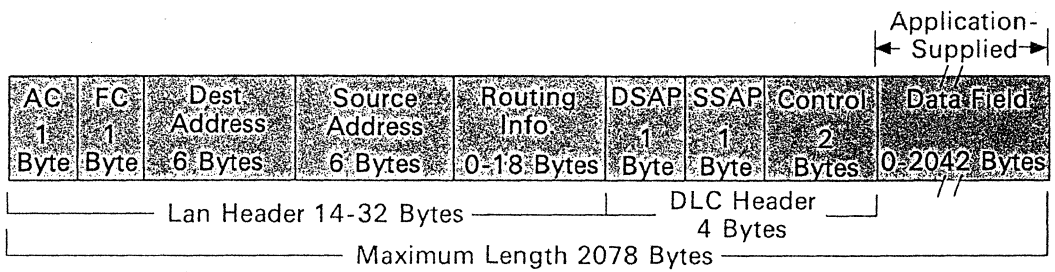 Application-
Supplied
AC
1
Byte
FC
1
Byte
Dest.
Address
6 Bytes
Source
Address
6 Bytes
Routing
Info.
0-18 Bytes
DSAP
1
Byte
SSAP
1
Byte
Control
2
Bytes
Data Field
0-2042 Bytes
Lan Header 14-32 Bytes
DLC Header
4 Bytes
Maximum Length 2078 Bytes